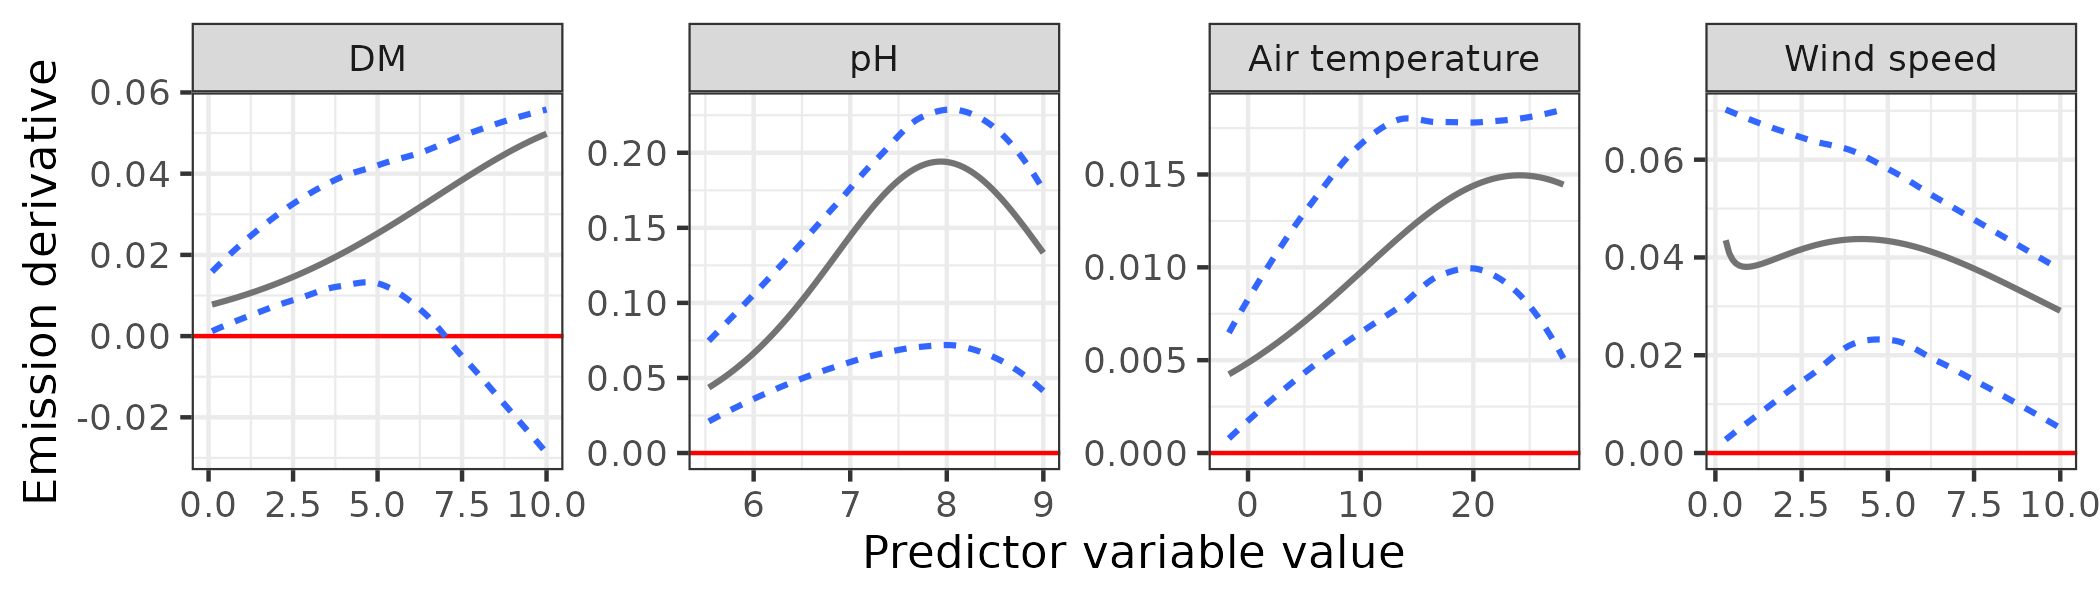 DM
pH
Air temperature
Wind speed
Emission derivative
0.06
0.04
0.02
0.00
-0.02
0.20
0.15
0.10
0.05
0.00
0.015
0.010
0.005
0.000
0.06
0.04
0.02
0.00
0.0 2.5 5.0 7.5 10.0
6 7 8 9
0 10 20
0.0 2.5 5.0 7.5 10.0
Predictor variable value